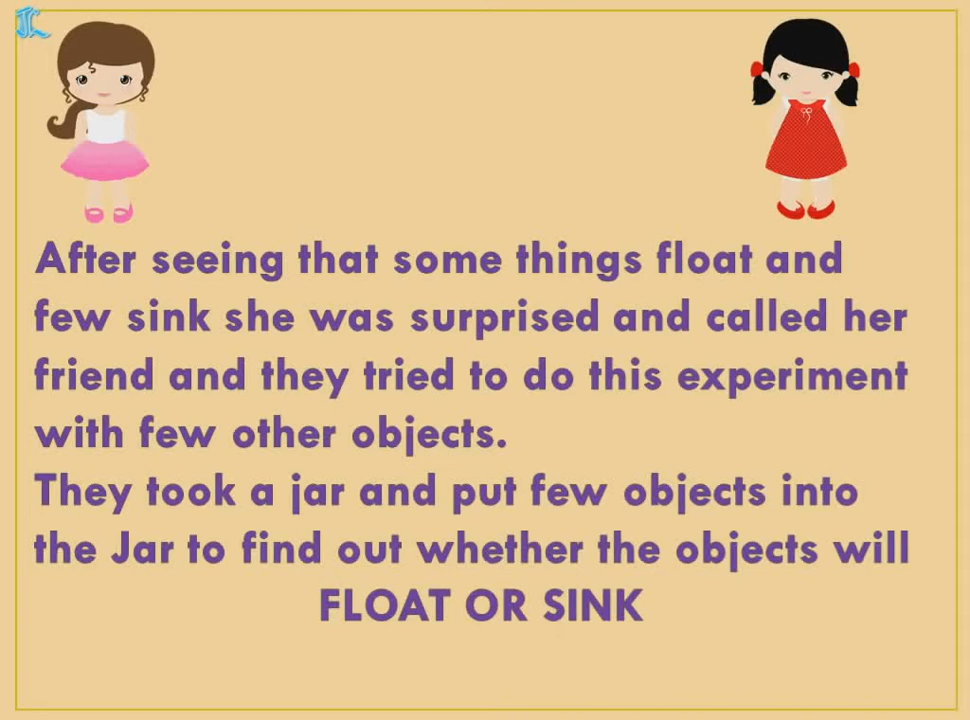 JL
After seeing that some things float and
few sink she was surprised and called her
friend and they tried to do this experiment
with few other objects.
They took a jar and put few objects into
the Jar to find out whether the objects will
FLOAT OR SINK